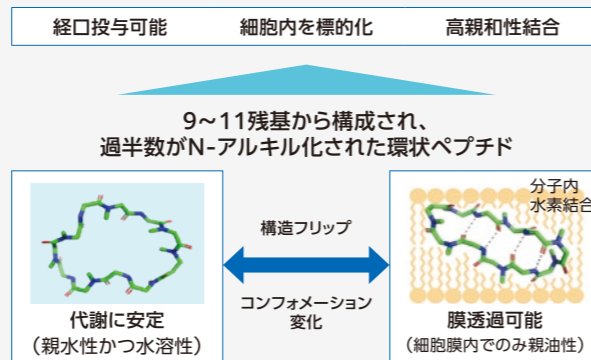 経口投与可能 細胞内を標的化 高親和性結合
9～11残基から構成され、
過半数がN-アルキル化された環状ペプチド
分子内
水素結合
構造フリップ
コンフォメーション
変化
代謝に安定
（親水性かつ水溶性）
膜透過可能
（細胞膜内でのみ親油性）